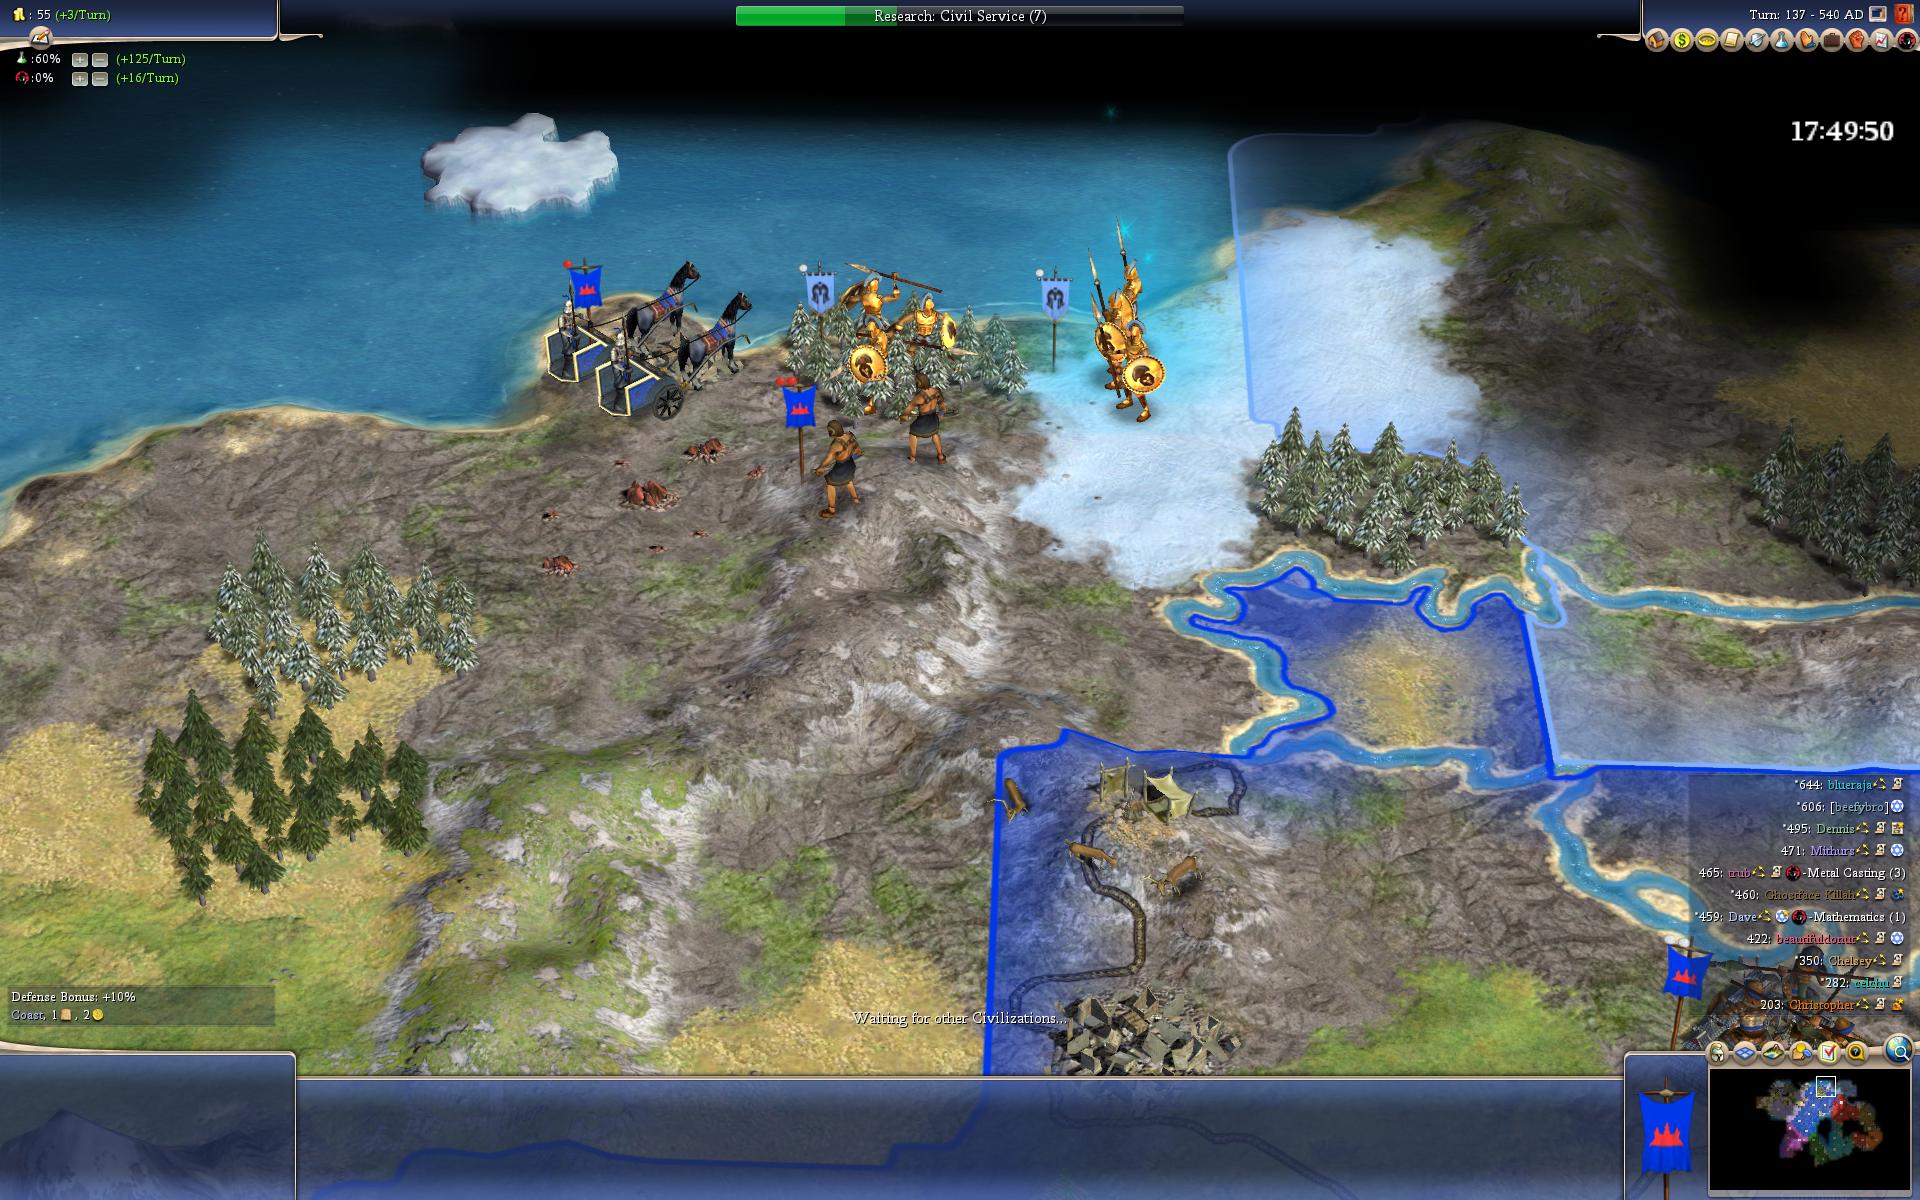 : 55 (+3/Turn)
Research: Civil Service (7)
Turn: 137 - 540 AD
:60% (+125/Turn)
:0% (+16/Turn)
17:49:50
*644: blueraja
*606: [beefybro]
*495: Dennis
471: Mithurs
465: trub -Metal Casting (3)
*460: Ghostface Killah
*459: Dave -Mathematics (1)
422: beautifuldonut
*350: Chelsey
*282: celchu
203: Christopher
Defense Bonus: +10%
Coast, 1 , 2
Waiting for other Civilizations...